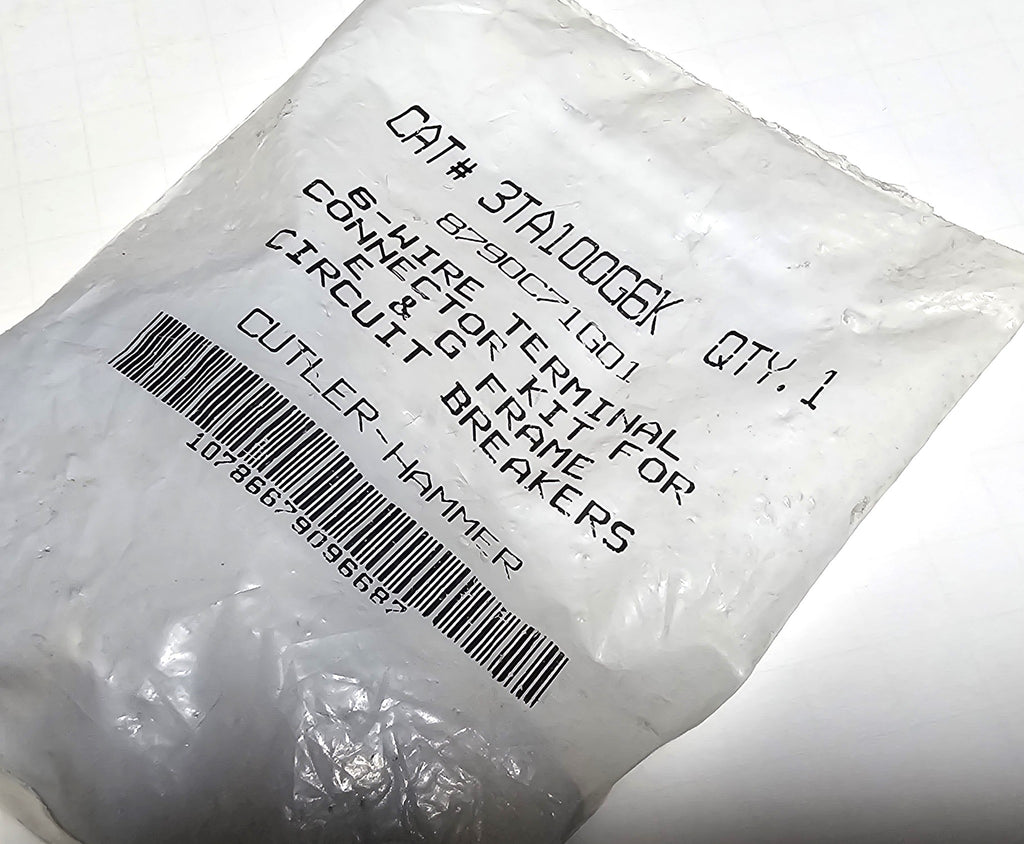 CAT# 3TA100G6K QTY. 1
8790C71G01
6-WIRE TERMINAL
CONNECTOR KIT FOR
E & G FRAME
CIRCUIT BREAKERS
CUTLER-HAMMER
10786679096687